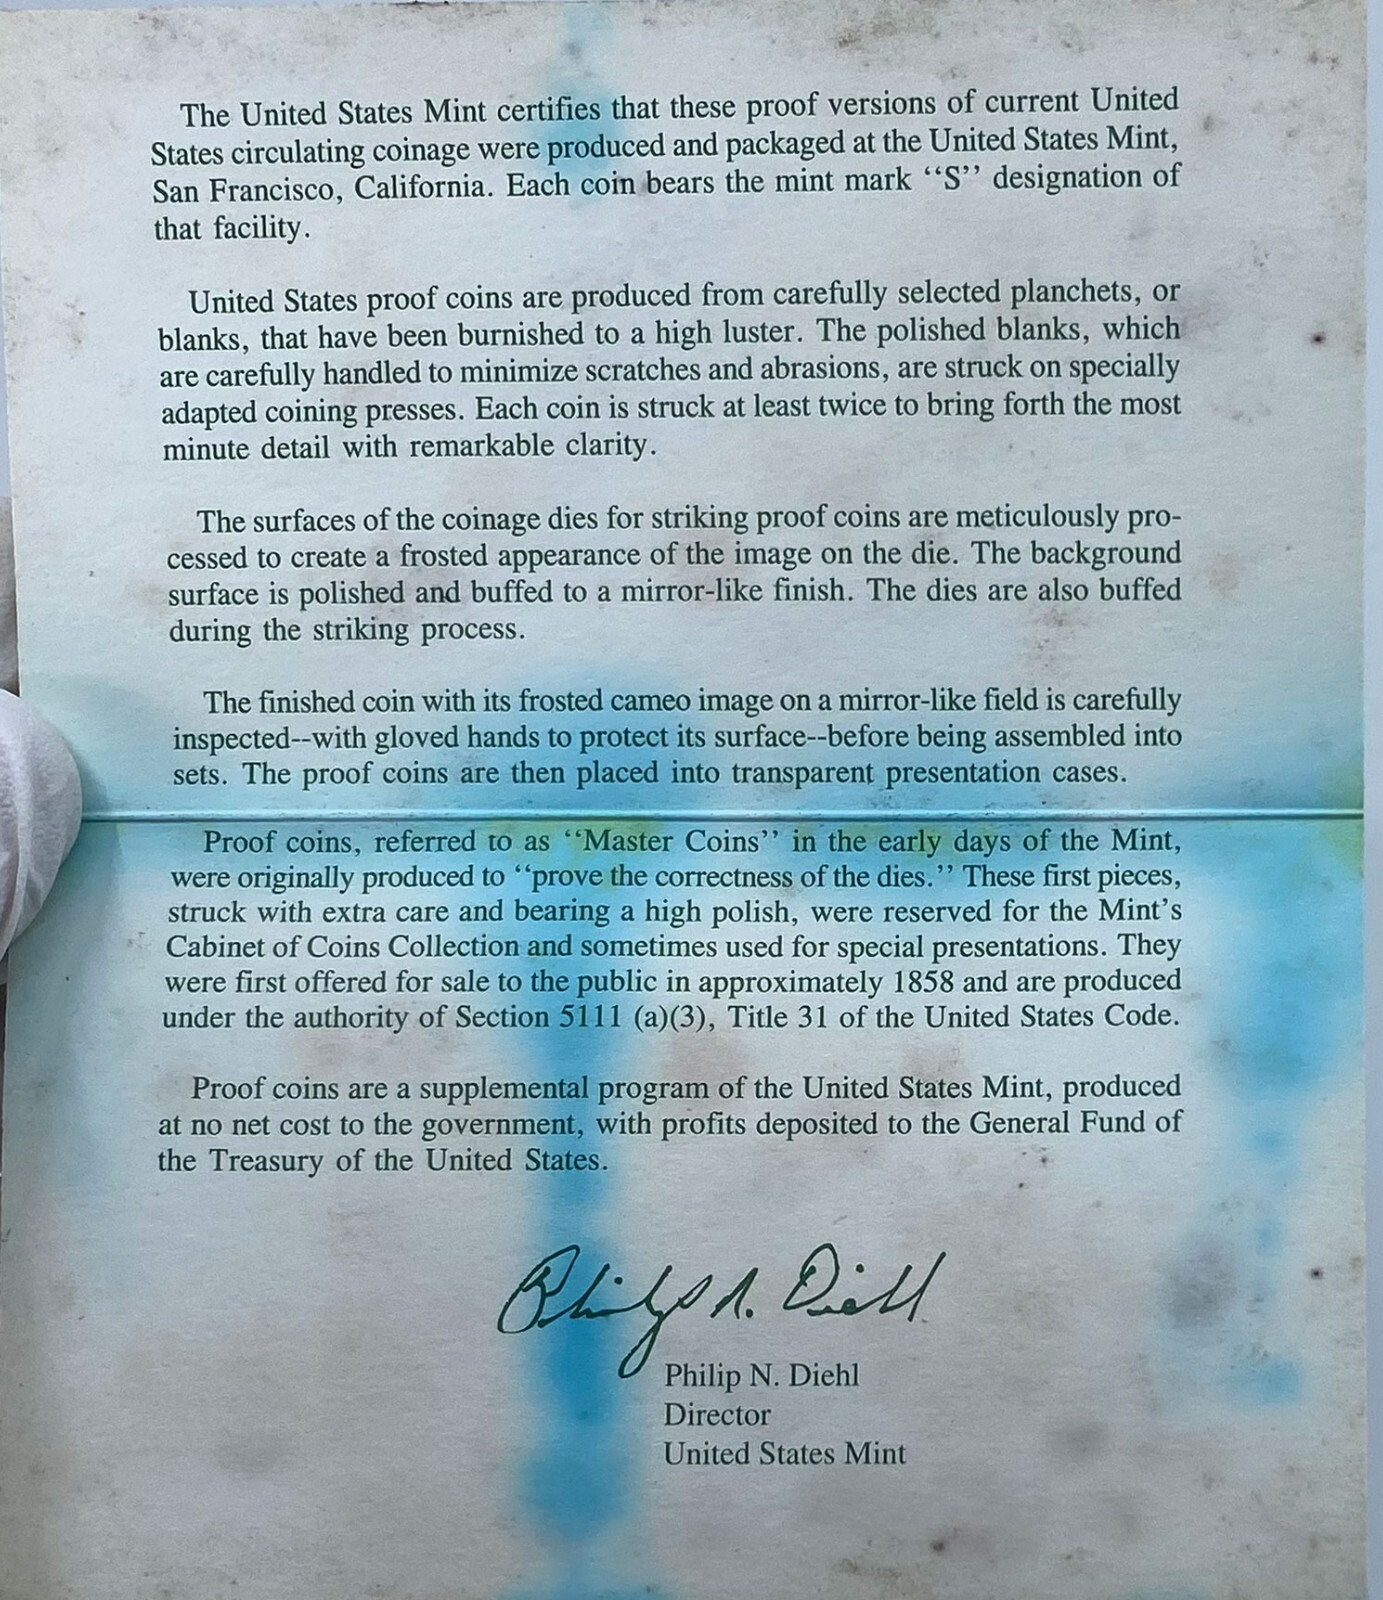 The United States Mint certifies that these proof versions of current United
States circulating coinage were produced and packaged at the United States Mint,
San Francisco, California. Each coin bears the mint mark ‘‘S’’ designation of
that facility.
United States proof coins are produced from carefully selected planchets, or
blanks, that have been burnished to a high luster. The polished blanks, which
are carefully handled to minimize scratches and abrasions, are struck on specially
adapted coining presses. Each coin is struck at least twice to bring forth the most
minute detail with remarkable clarity.
The surfaces of the coinage dies for striking proof coins are meticulously pro-
cessed to create a frosted appearance of the image on the die. The background
surface is polished and buffed to a mirror-like finish. The dies are also buffed
during the striking process.
The finished coin with its frosted cameo image on a mirror-like field is carefully
inspected--with gloved hands to protect its surface--before being assembled into
sets. The proof coins are then placed into transparent presentation cases.
Proof coins, referred to as ‘‘Master Coins’’ in the early days of the Mint,
were originally produced to ‘‘prove the correctness of the dies.’’ These first pieces,
struck with extra care and bearing a high polish, were reserved for the Mint’s
Cabinet of Coins Collection and sometimes used for special presentations. They
were first offered for sale to the public in approximately 1858 and are produced
under the authority of Section 5111 (a)(3), Title 31 of the United States Code.
Proof coins are a supplemental program of the United States Mint, produced
at no net cost to the government, with profits deposited to the General Fund of
the Treasury of the United States.
Philip N. Diehl
Philip N. Diehl
Director
United States Mint